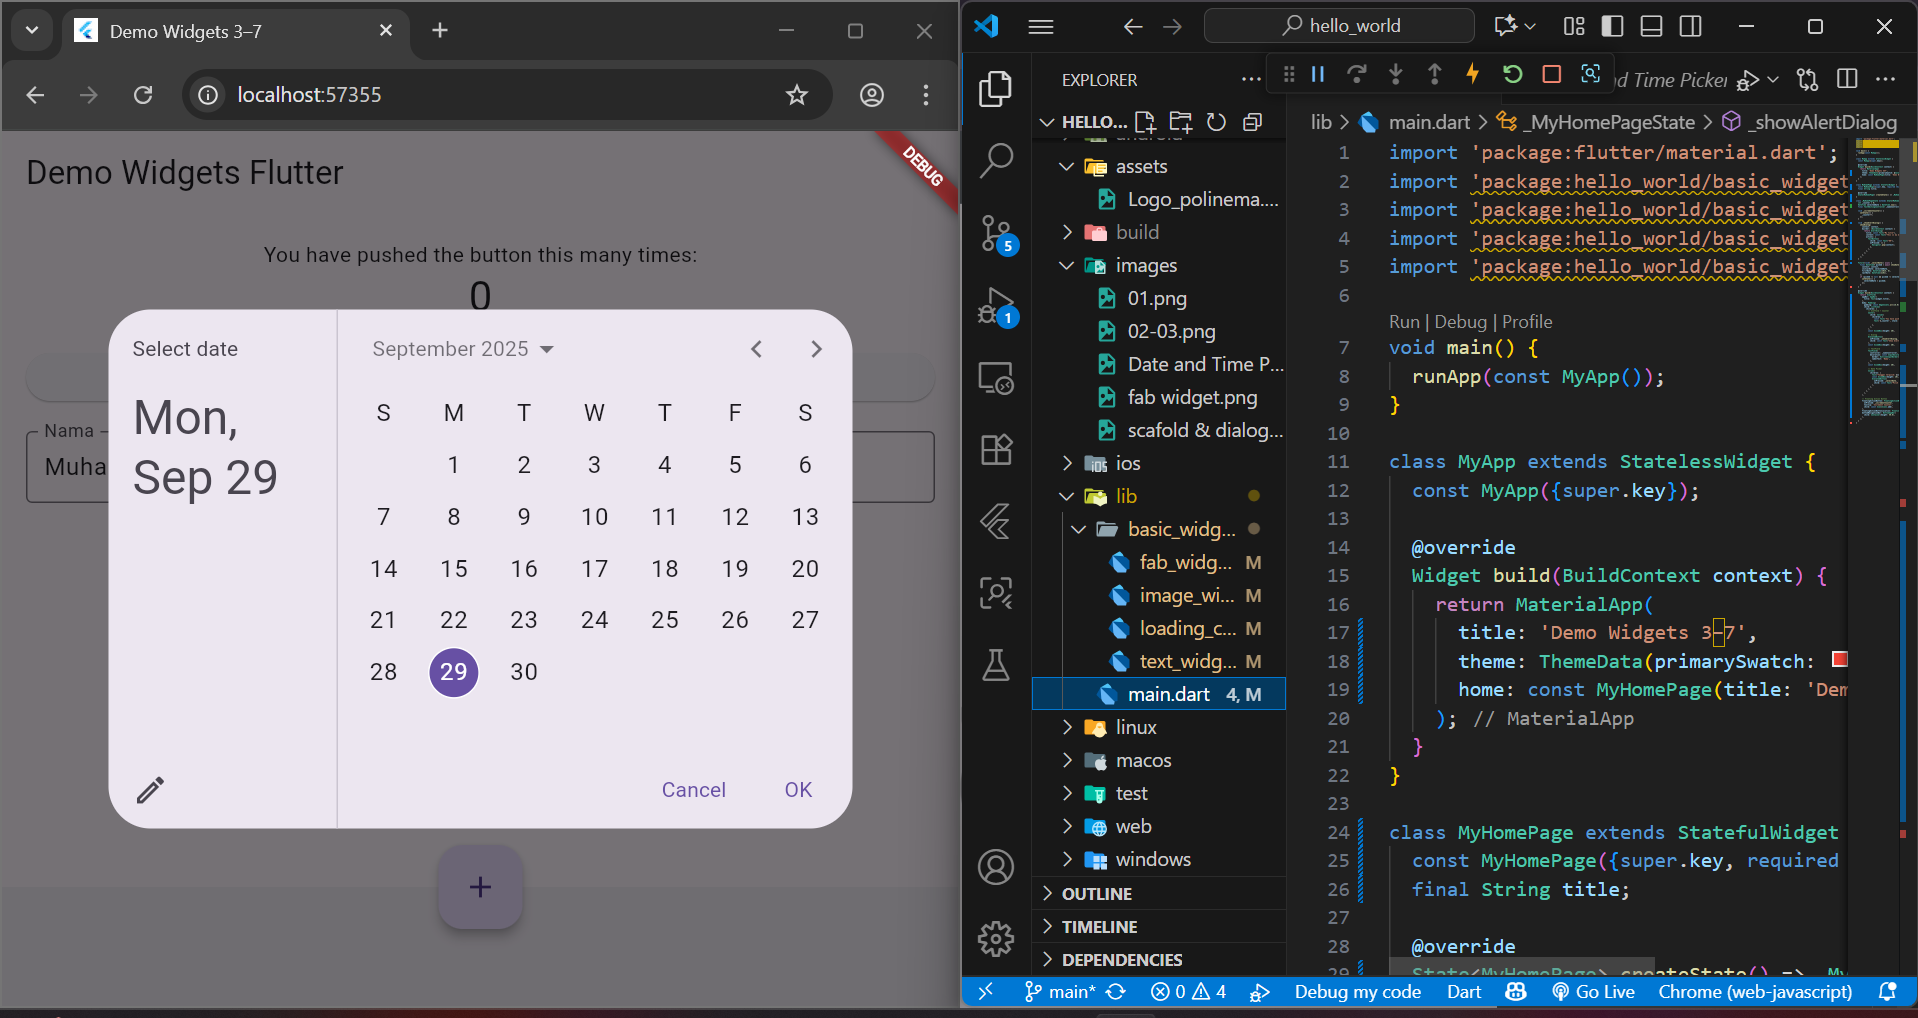 Demo Widgets 3–7
localhost:57355
Demo Widgets Flutter
DEBUG
You have pushed the button this many times:
0
Nama
Muha
Select date
Mon,
Sep 29
September 2025
S M T W T F S
1 2 3 4 5 6
7 8 9 10 11 12 13
14 15 16 17 18 19 20
21 22 23 24 25 26 27
28 29 30
Cancel OK
+
hello_world
EXPLORER
HELLO...
android
assets
Logo_polinema....
build
images
01.png
02-03.png
Date and Time P...
fab widget.png
scafold & dialog...
ios
lib
basic_widg...
fab_widg... M
image_wi... M
loading_c... M
text_widg... M
main.dart 4, M
linux
macos
test
web
windows
OUTLINE
TIMELINE
DEPENDENCIES
5
1
d Time Picker
lib > main.dart > _MyHomePageState > _showAlertDialog
1 import 'package:flutter/material.dart';
2 import 'package:hello_world/basic_widget
3 import 'package:hello_world/basic_widget
4 import 'package:hello_world/basic_widget
5 import 'package:hello_world/basic_widget
6
Run | Debug | Profile
7 void main() {
8 runApp(const MyApp());
9 }
10
11 class MyApp extends StatelessWidget {
12 const MyApp({super.key});
13
14 @override
15 Widget build(BuildContext context) {
16 return MaterialApp(
17 title: 'Demo Widgets 3–7',
18 theme: ThemeData(primarySwatch:
19 home: const MyHomePage(title: 'Dem
20 ); // MaterialApp
21 }
22 }
23
24 class MyHomePage extends StatefulWidget
25 const MyHomePage({super.key, required
26 final String title;
27
28 @override
29 State<MyHomePage> createState() => _My
main* 0 4 Debug my code Dart Go Live Chrome (web-javascript)